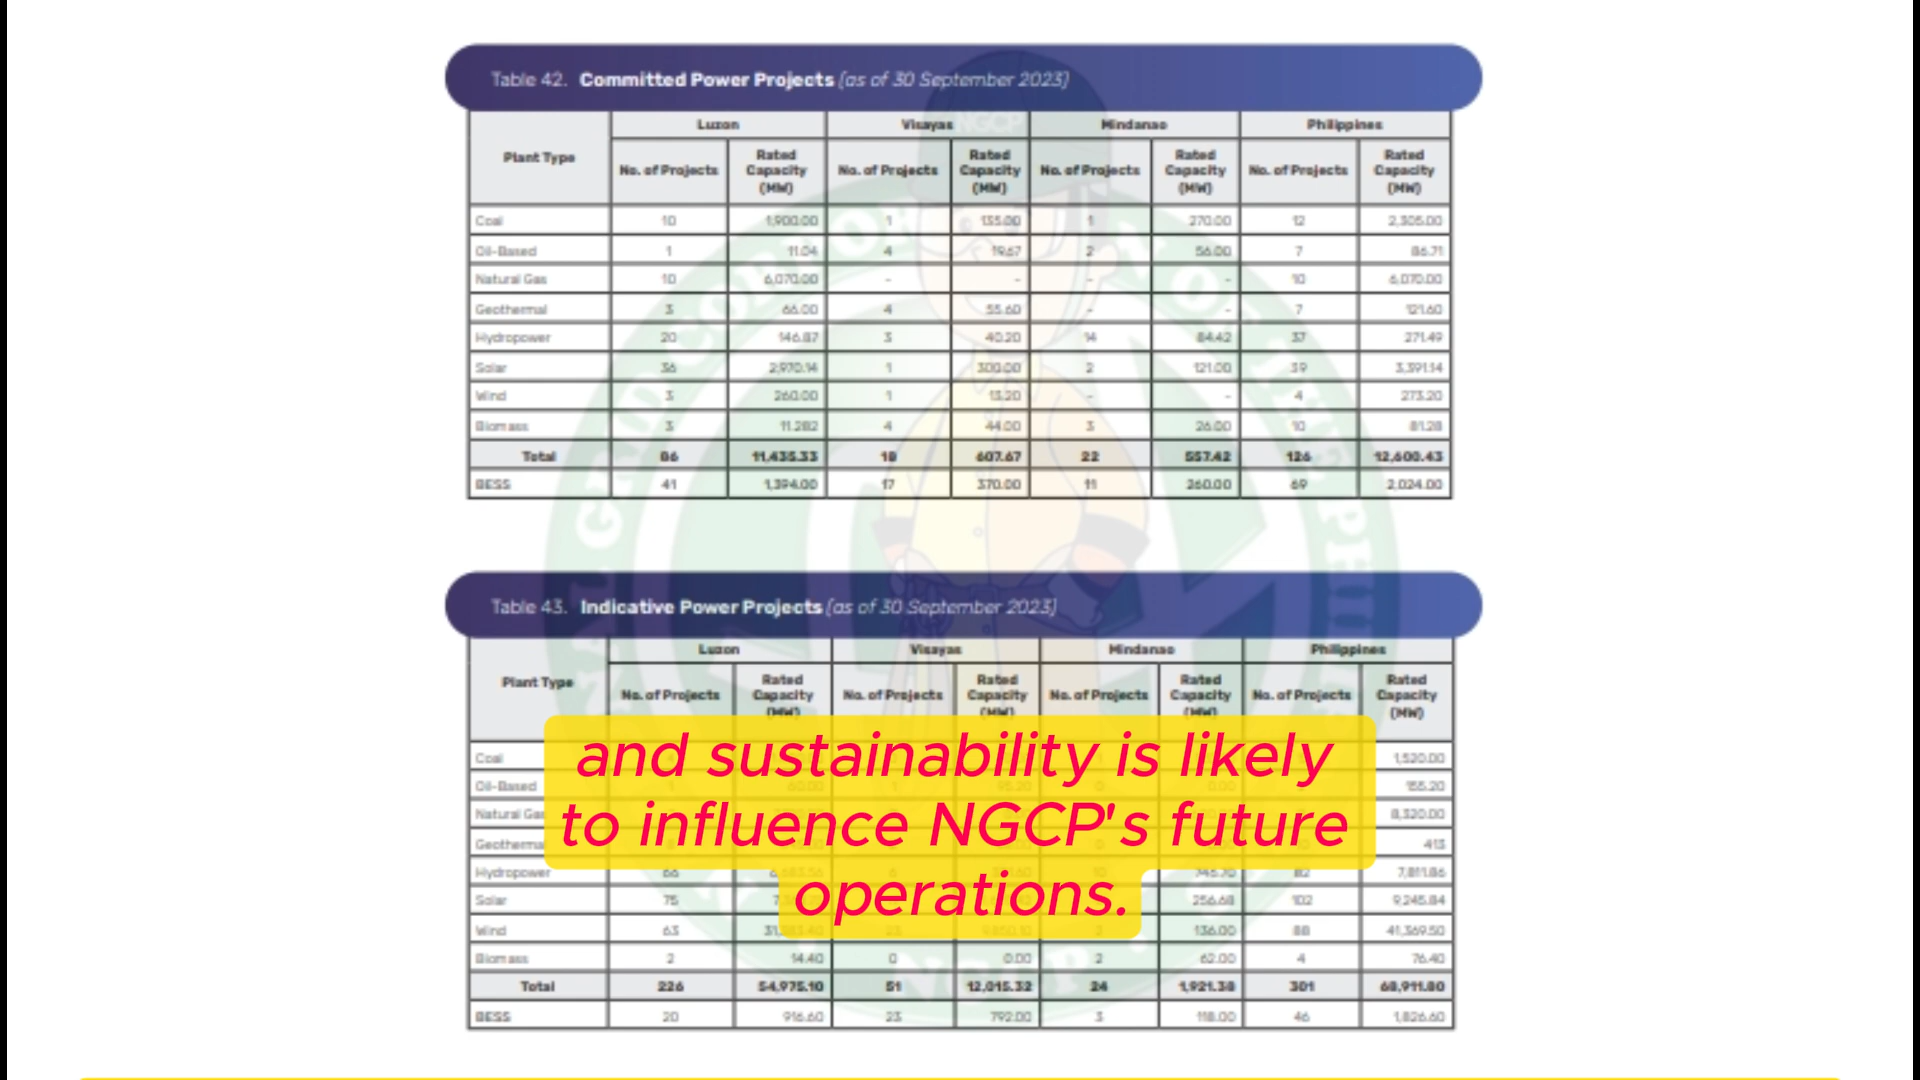 Table 42. Committed Power Projects (as of 30 September 2023)
Luzon Visayas Mindanao Philippines
Plant Type No. of Projects Rated Capacity (MW) No. of Projects Rated Capacity (MW) No. of Projects Rated Capacity (MW) No. of Projects Rated Capacity (MW)
Coal 10 1,900.00 1 135.00 1 270.00 12 2,305.00
Oil-Based 1 11.04 4 19.67 2 56.00 7 86.71
Natural Gas 10 6,070.00 - - - - 10 6,070.00
Geothermal 3 66.00 4 55.60 - - 7 121.60
Hydropower 20 146.87 3 40.20 14 84.42 37 271.49
Solar 36 2,970.14 1 300.00 2 121.00 39 3,391.14
Wind 3 260.00 1 13.20 - - 4 273.20
Biomass 3 11.282 4 44.00 3 26.00 10 81.28
Total 86 11,435.33 18 607.67 22 557.42 126 12,600.43
BESS 41 1,394.00 17 370.00 11 260.00 69 2,024.00
Table 43. Indicative Power Projects (as of 30 September 2023)
Luzon Visayas Mindanao Philippines
Plant Type No. of Projects Rated Capacity (MW) No. of Projects Rated Capacity (MW) No. of Projects Rated Capacity (MW) No. of Projects Rated Capacity (MW)
Coal 1,520.00
Oil-Based 155.20
Natural Gas 8,320.00
Geothermal 413
Hydropower 66 745.70 82 7,811.86
Solar 75 256.68 102 9,245.84
Wind 63 136.00 88 41,369.50
Biomass 2 14.40 0 0.00 2 62.00 4 76.40
Total 226 54,975.10 51 12,015.32 24 1,921.38 301 68,911.80
BESS 20 916.60 23 792.00 3 118.00 46 1,826.60
and sustainability is likely
to influence NGCP's future
operations.
NGCP